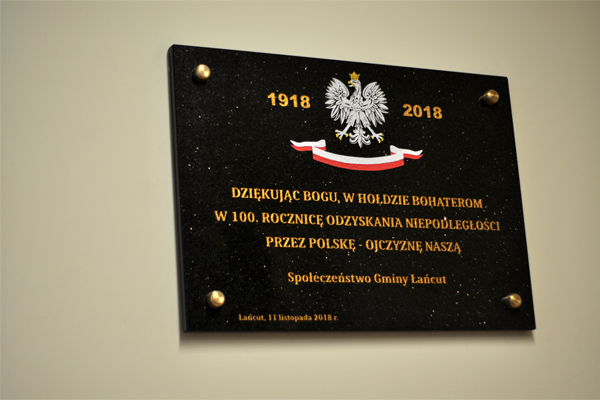 1918 2018
DZIĘKUJĄC BOGU, W HOŁDZIE BOHATEROM
W 100. ROCZNICĘ ODZYSKANIA NIEPODLEGŁOŚCI
PRZEZ POLSKĘ - OJCZYZNĘ NASZĄ
Społeczeństwo Gminy Łańcut
Łańcut, 11 listopada 2018 r.